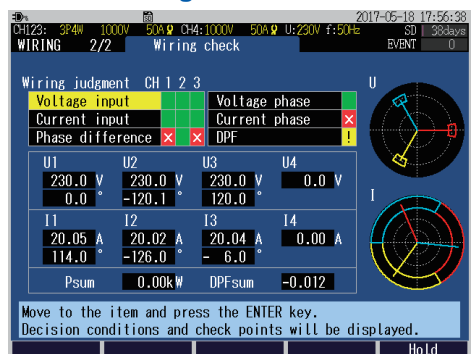 2017-05-18 17:56:38
CH123: 3P4W 1000V 50A CH4:1000V 50A U:230V f:50Hz SD 38days
WIRING 2/2 Wiring check EVENT 0
Wiring judgment CH 1 2 3
Voltage input Voltage phase
Current input Current phase ×
Phase difference × × DPF !
U
U1 U2 U3 U4
230.0 V 230.0 V 230.0 V 0.0 V
0.0 ° -120.1 ° 120.0 °
I
I1 I2 I3 I4
20.05 A 20.02 A 20.04 A 0.00 A
114.0 ° -126.0 ° - 6.0 °
Psum 0.00kW DPFsum -0.012
Move to the item and press the ENTER key.
Decision conditions and check points will be displayed.
Hold